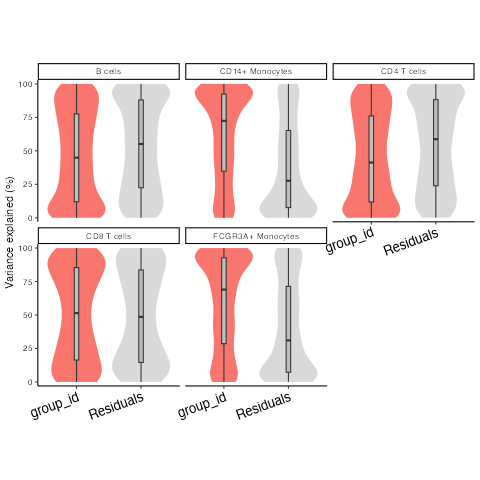 B cells
CD14+ Monocytes
CD4 T cells
100
75
50
25
0
group_id
Residuals
CD8 T cells
FCGR3A+ Monocytes
100
75
50
25
0
group_id
Residuals
group_id
Residuals
Variance explained (%)